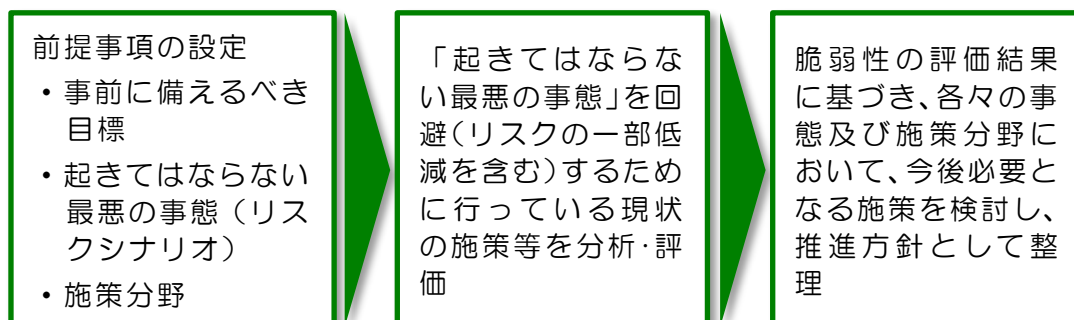 前提事項の設定
・事前に備えるべき
目標
・起きてはならない
最悪の事態（リス
クシナリオ）
・施策分野
「起きてはならな
い最悪の事態」を回
避（リスクの一部低
減を含む）するため
に行っている現状
の施策等を分析・評
価
脆弱性の評価結果
に基づき、各々の事
態及び施策分野に
おいて、今後必要と
なる施策を検討し、
推進方針として整
理